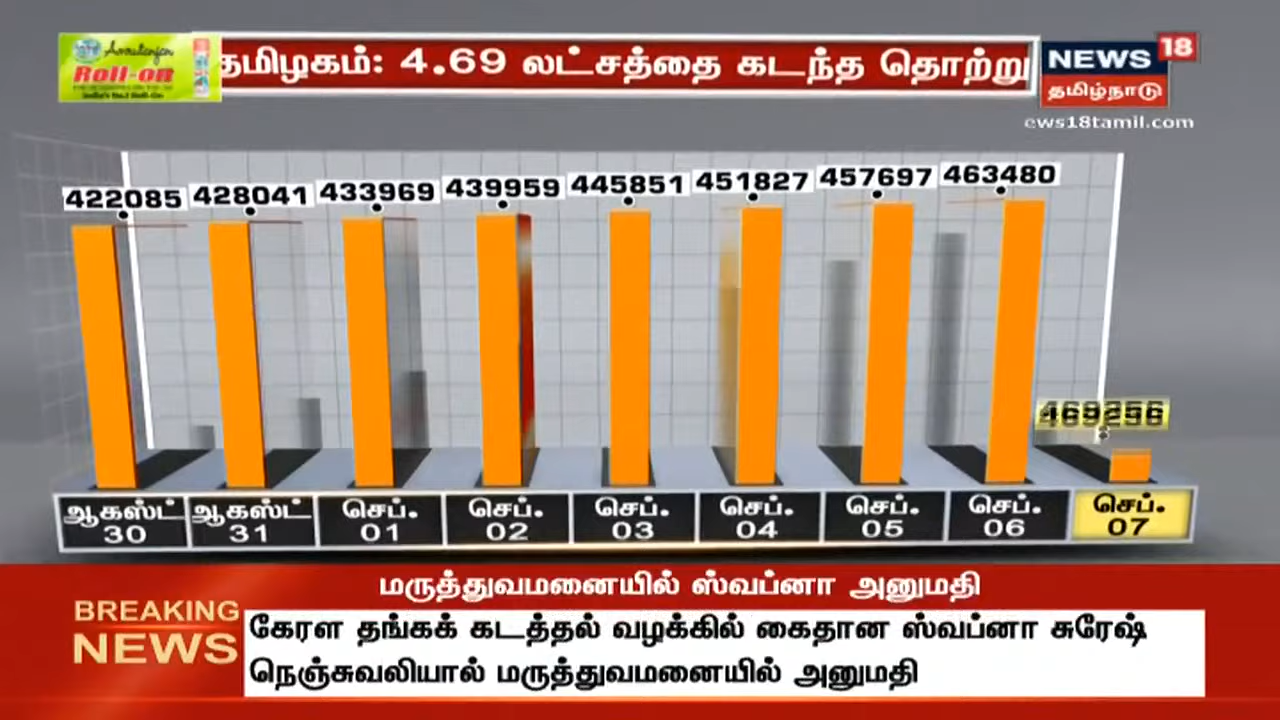 Amrutanjan
Roll-on
தமிழகம்: 4.69 லட்சத்தை கடந்த தொற்று
NEWS 18
தமிழ்நாடு
ews18tamil.com
422085 428041 433969 439959 445851 451827 457697 463480
469256
ஆகஸ்ட் 30
ஆகஸ்ட் 31
செப். 01
செப். 02
செப். 03
செப். 04
செப். 05
செப். 06
செப். 07
மருத்துவமனையில் ஸ்வப்னா அனுமதி
BREAKING
NEWS
கேரள தங்கக் கடத்தல் வழக்கில் கைதான ஸ்வப்னா சுரேஷ்
நெஞ்சுவலியால் மருத்துவமனையில் அனுமதி